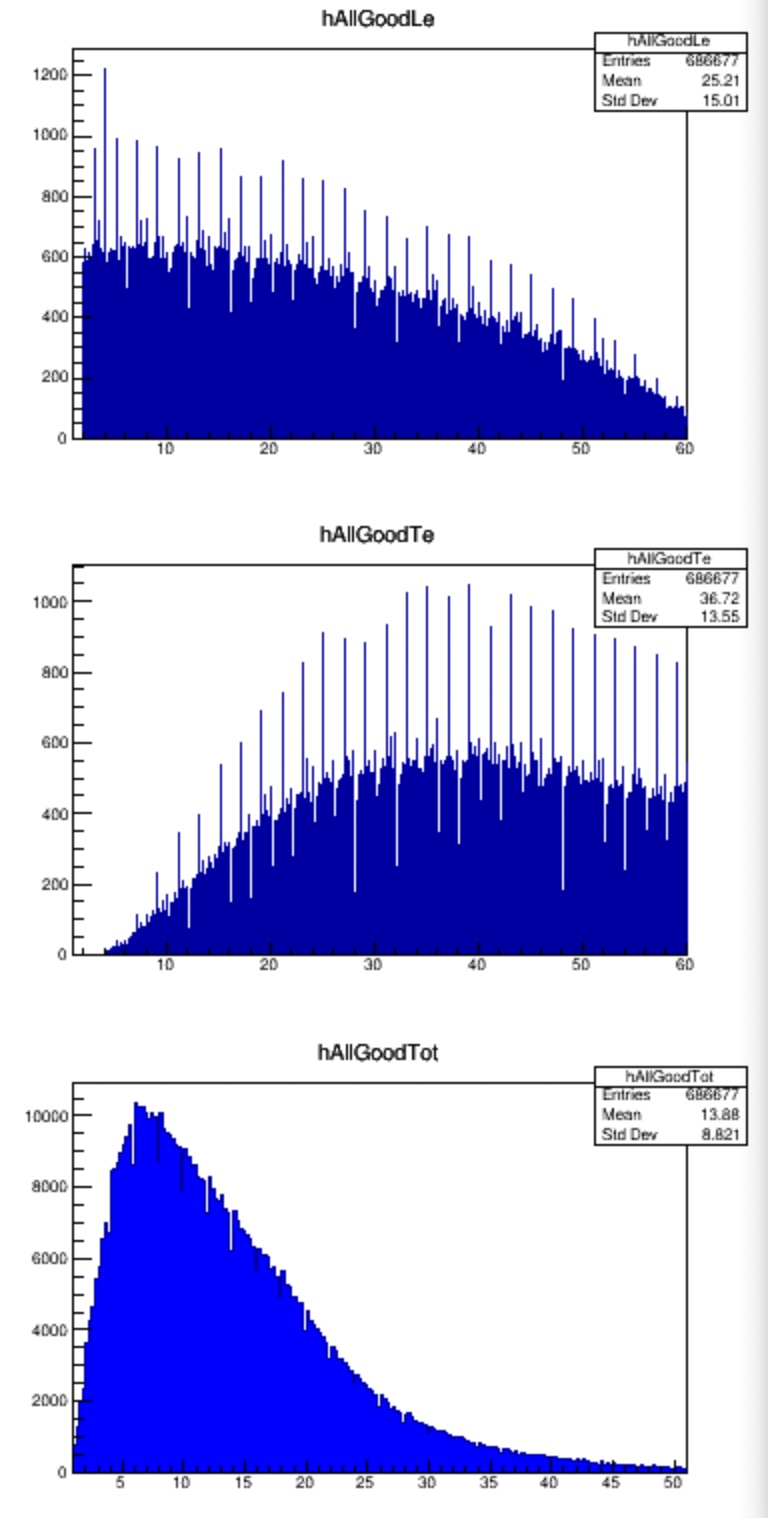 hAllGoodLe
hAllGoodLe
Entries 686677
Mean 25.21
Std Dev 15.01
1200
1000
800
600
400
200
0
10 20 30 40 50 60
hAllGoodTe
hAllGoodTe
Entries 686677
Mean 36.72
Std Dev 13.55
1000
800
600
400
200
0
10 20 30 40 50 60
hAllGoodTot
hAllGoodTot
Entries 686677
Mean 13.88
Std Dev 8.821
10000
8000
6000
4000
2000
0
5 10 15 20 25 30 35 40 45 50